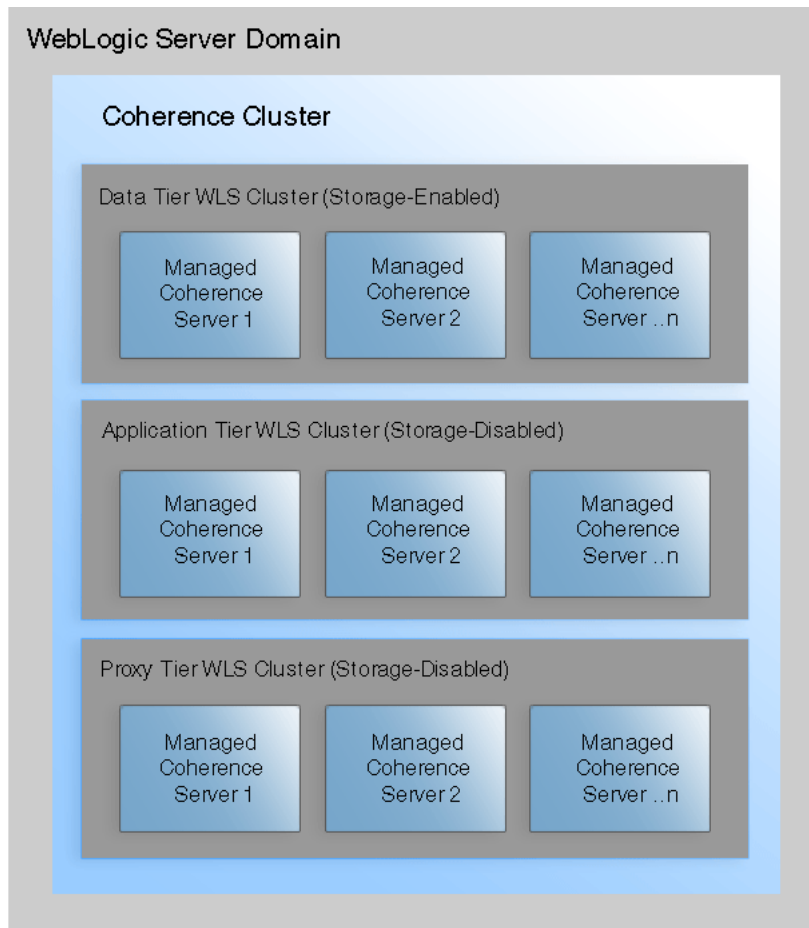 WebLogic Server Domain
Coherence Cluster
Data Tier WLS Cluster (Storage-Enabled)
Managed
Coherence
Server 1
Managed
Coherence
Server 2
Managed
Coherence
Server ..n
Application Tier WLS Cluster (Storage-Disabled)
Managed
Coherence
Server 1
Managed
Coherence
Server 2
Managed
Coherence
Server ..n
Proxy Tier WLS Cluster (Storage-Disabled)
Managed
Coherence
Server 1
Managed
Coherence
Server 2
Managed
Coherence
Server ..n